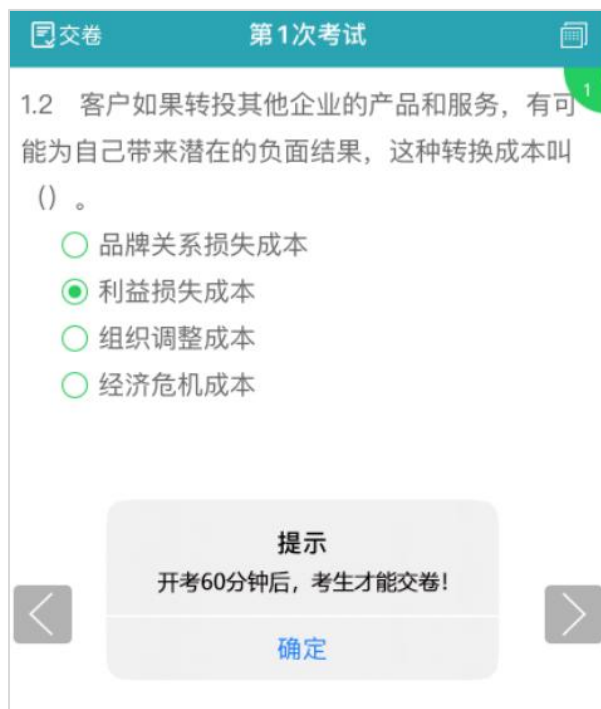 交卷
第1次考试
1
1.2 客户如果转投其他企业的产品和服务，有可
能为自己带来潜在的负面结果，这种转换成本叫
（）。
品牌关系损失成本
利益损失成本
组织调整成本
经济危机成本
提示
开考60分钟后，考生才能交卷!
确定